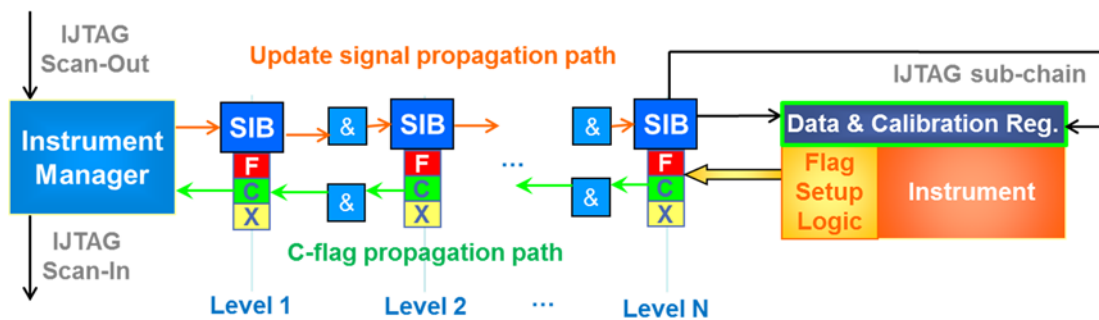 IJTAG
Scan-Out
Update signal propagation path
IJTAG sub-chain
Instrument
Manager
SIB
F
C
X
&
&
SIB
F
C
X
...
&
&
SIB
F
C
X
Data & Calibration Reg.
Flag
Setup
Logic
Instrument
IJTAG
Scan-In
C-flag propagation path
Level 1
Level 2
...
Level N